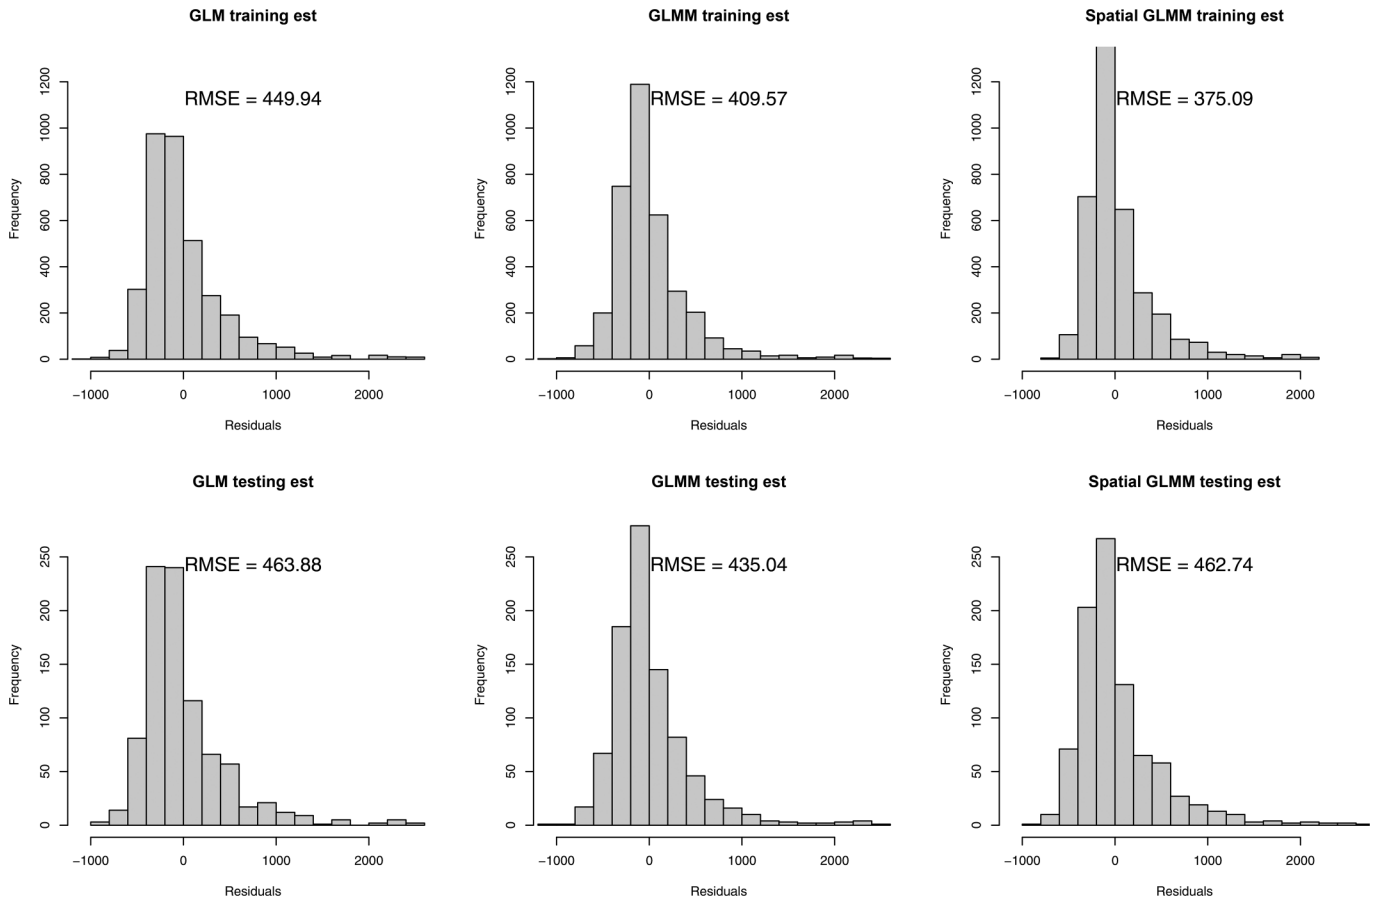 GLM training est
RMSE = 449.94
Frequency
0 200 400 600 800 1000 1200
−1000 0 1000 2000
Residuals
GLMM training est
RMSE = 409.57
Frequency
0 200 400 600 800 1000 1200
−1000 0 1000 2000
Residuals
Spatial GLMM training est
RMSE = 375.09
Frequency
0 200 400 600 800 1000 1200
−1000 0 1000 2000
Residuals
GLM testing est
RMSE = 463.88
Frequency
0 50 100 150 200 250
−1000 0 1000 2000
Residuals
GLMM testing est
RMSE = 435.04
Frequency
0 50 100 150 200 250
−1000 0 1000 2000
Residuals
Spatial GLMM testing est
RMSE = 462.74
Frequency
0 50 100 150 200 250
−1000 0 1000 2000
Residuals